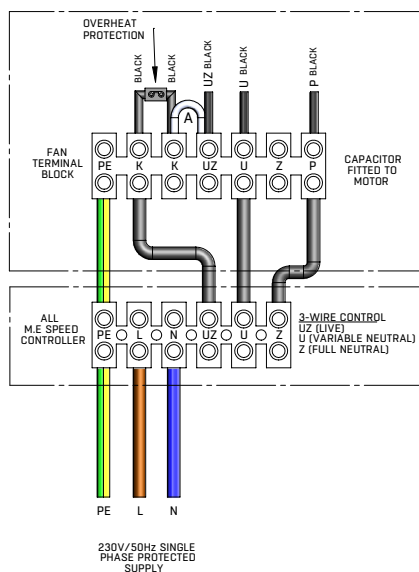 OVERHEAT
PROTECTION
BLACK
BLACK
UZ BLACK
U BLACK
P BLACK
A
FAN
TERMINAL
BLOCK
PE K K UZ U Z P
CAPACITOR
FITTED TO
MOTOR
ALL
M.E SPEED
CONTROLLER
PE L N UZ U Z
3-WIRE CONTROL
UZ (LIVE)
U (VARIABLE NEUTRAL)
Z (FULL NEUTRAL)
PE L N
230V/50Hz SINGLE
PHASE PROTECTED
SUPPLY